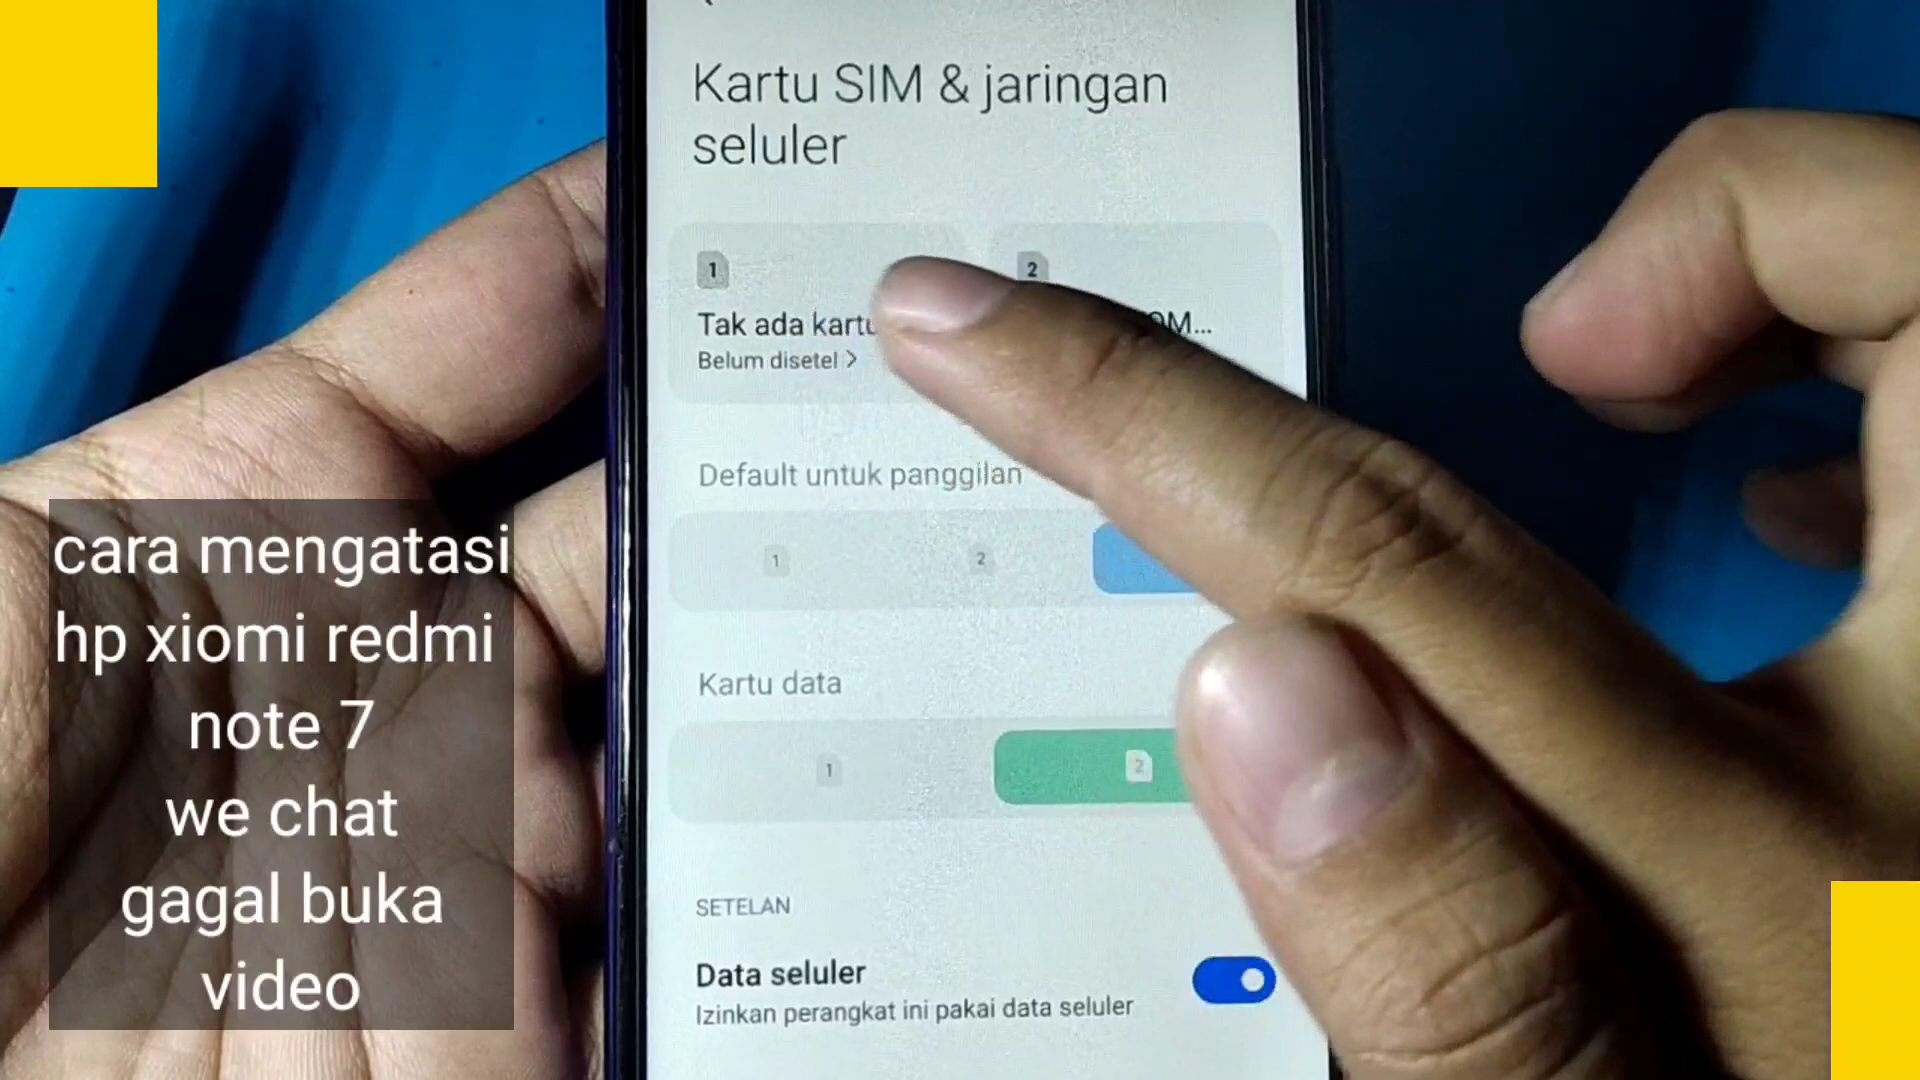 Kartu SIM & jaringan
seluler
1
2
Tak ada kartu
Belum disetel >
Default untuk panggilan
1
2
Kartu data
1
2
SETELAN
Data seluler
Izinkan perangkat ini pakai data seluler
cara mengatasi
hp xiomi redmi
note 7
we chat
gagal buka
video